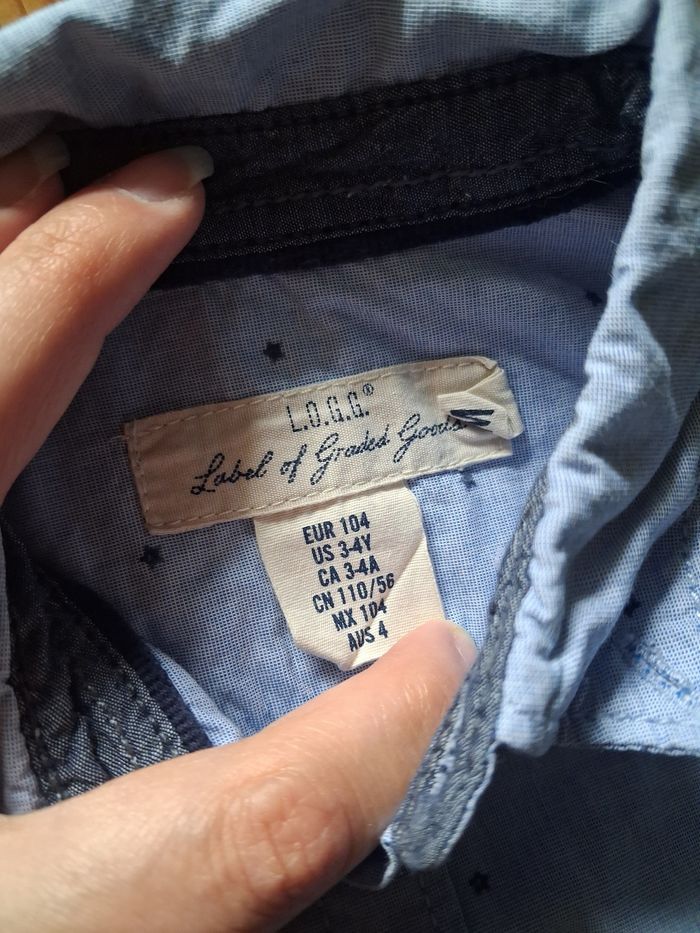 L.O.G.G.®
Label of Graded Goods
EUR 104
US 3-4Y
CA 3-4A
CN 110/56
MX 104
AUS 4